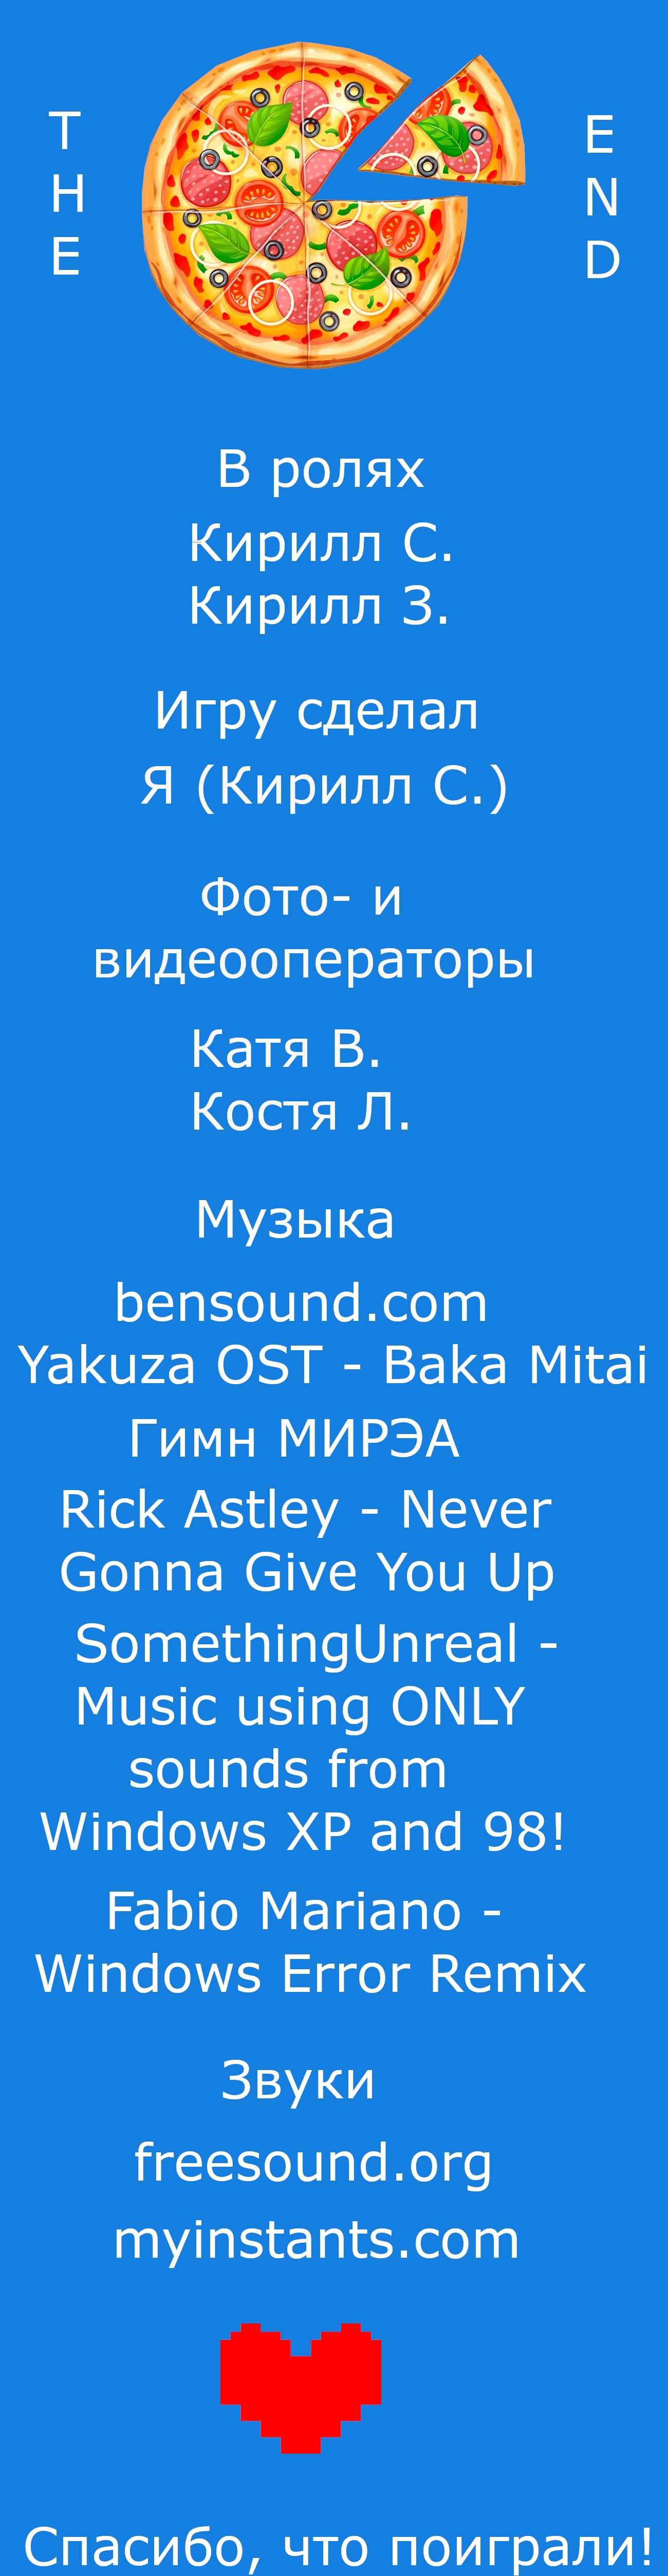 THE
END
В ролях
Кирилл С.
Кирилл З.
Игру сделал
Я (Кирилл С.)
Фото- и
видеооператоры
Катя В.
Костя Л.
Музыка
bensound.com
Yakuza OST - Baka Mitai
Гимн МИРЭА
Rick Astley - Never
Gonna Give You Up
SomethingUnreal -
Music using ONLY
sounds from
Windows XP and 98!
Fabio Mariano -
Windows Error Remix
Звуки
freesound.org
myinstants.com
Спасибо, что поиграли!